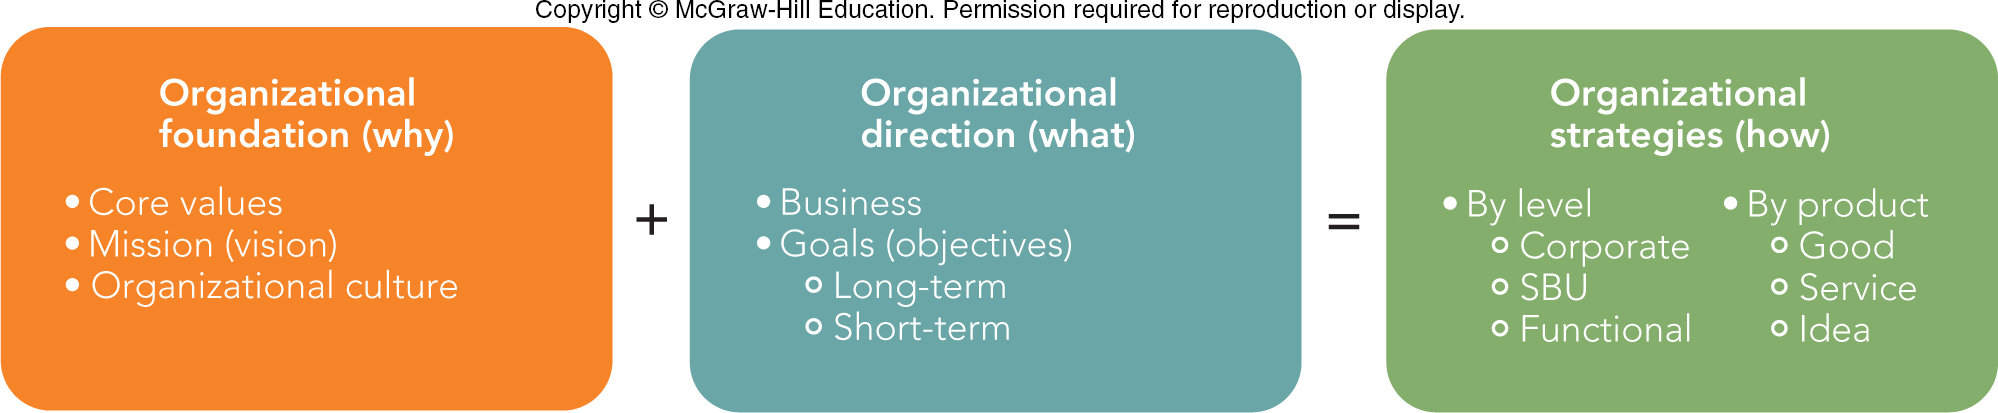 Copyright © McGraw-Hill Education. Permission required for reproduction or display.
Organizational
foundation (why)
• Core values
• Mission (vision)
• Organizational culture
+
Organizational
direction (what)
• Business
• Goals (objectives)
○ Long-term
○ Short-term
=
Organizational
strategies (how)
• By level
○ Corporate
○ SBU
○ Functional
• By product
○ Good
○ Service
○ Idea